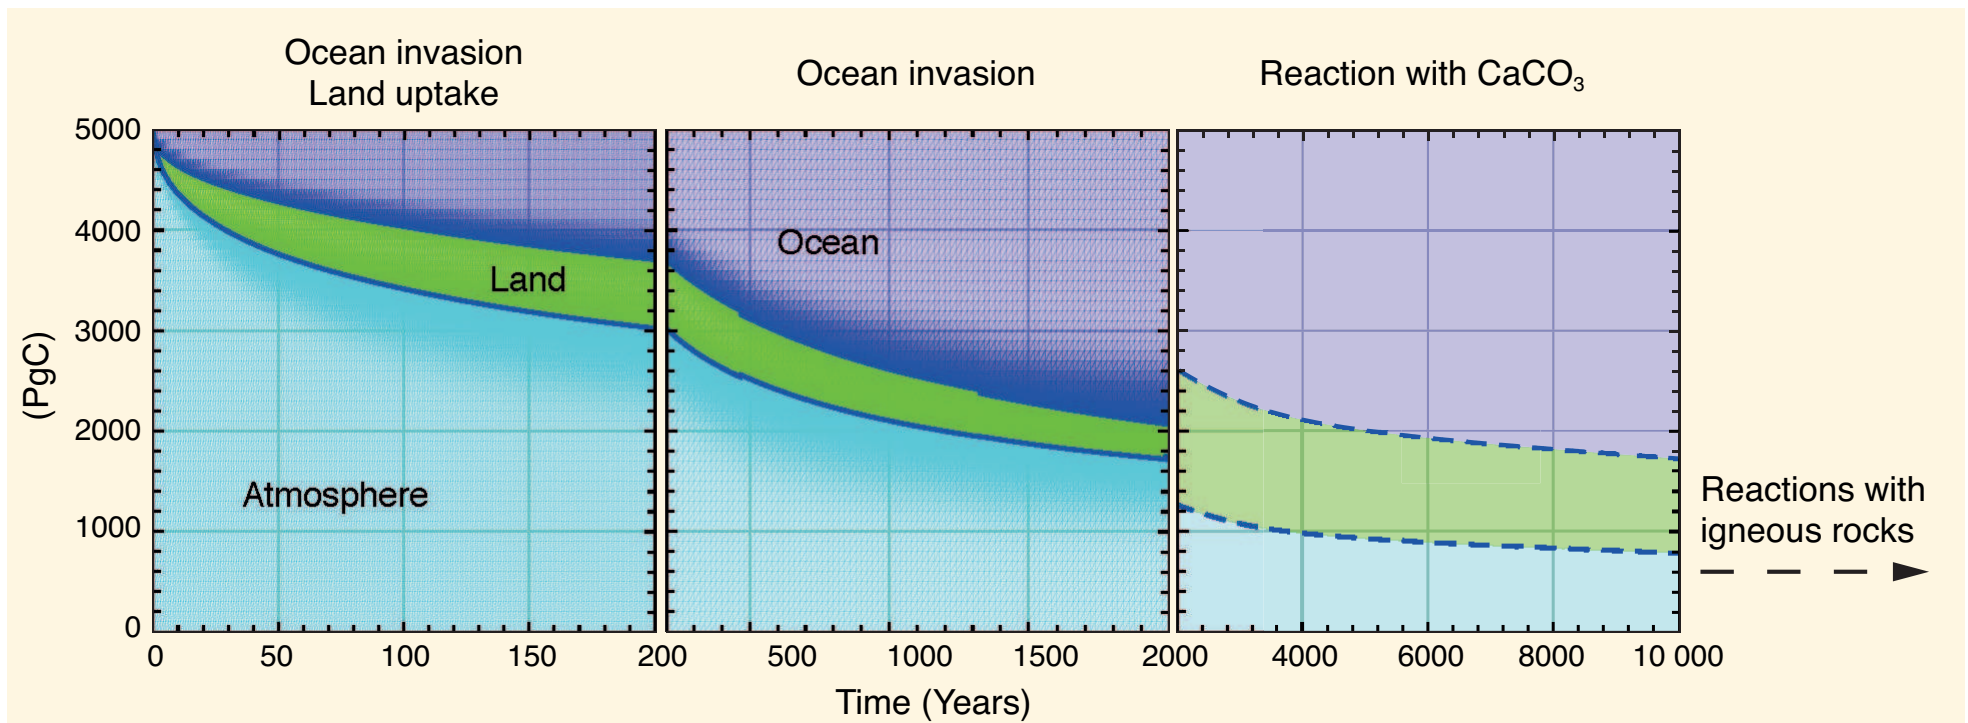 Ocean invasion
Land uptake
Ocean invasion
Reaction with CaCO₃
5000
4000
3000
2000
1000
0
(PgC)
Ocean
Land
Atmosphere
Reactions with
igneous rocks
0 50 100 150 200 500 1000 1500 2000 4000 6000 8000 10 000
Time (Years)